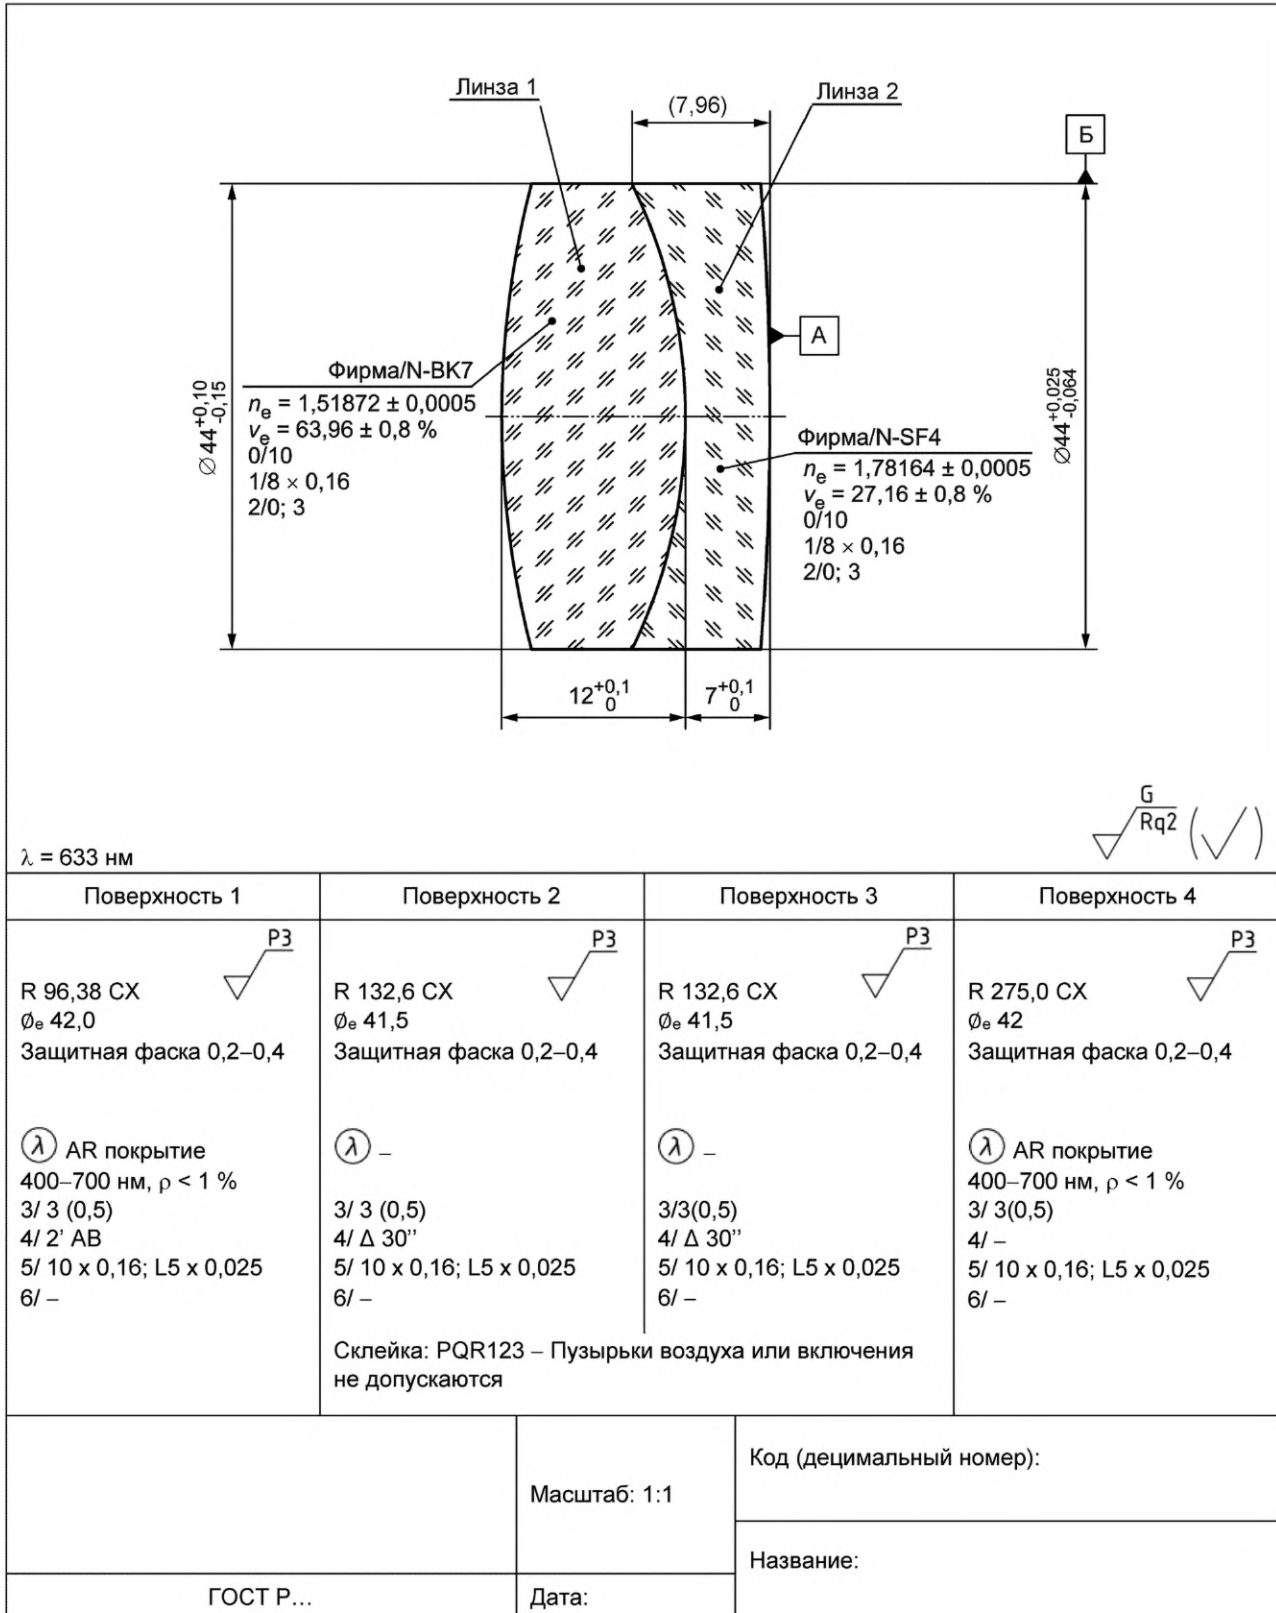 Линза 1
(7,96)
Линза 2
Б
А
Фирма/N-BK7
nₑ = 1,51872 ± 0,0005
νₑ = 63,96 ± 0,8 %
0/10
1/8 × 0,16
2/0; 3
Ø44 +0,10 -0,15
Фирма/N-SF4
nₑ = 1,78164 ± 0,0005
νₑ = 27,16 ± 0,8 %
0/10
1/8 × 0,16
2/0; 3
Ø44 +0,025 -0,064
12 +0,1 0
7 +0,1 0
G
Rq2
λ = 633 нм
Поверхность 1
Поверхность 2
Поверхность 3
Поверхность 4
P3
R 96,38 CX
Øₑ 42,0
Защитная фаска 0,2–0,4
λ AR покрытие
400–700 нм, ρ < 1 %
3/ 3 (0,5)
4/ 2’ AB
5/ 10 x 0,16; L5 x 0,025
6/ –
P3
R 132,6 CX
Øₑ 41,5
Защитная фаска 0,2–0,4
λ –
3/ 3 (0,5)
4/ Δ 30’’
5/ 10 x 0,16; L5 x 0,025
6/ –
P3
R 132,6 CX
Øₑ 41,5
Защитная фаска 0,2–0,4
λ –
3/3(0,5)
4/ Δ 30’’
5/ 10 x 0,16; L5 x 0,025
6/ –
Склейка: PQR123 – Пузырьки воздуха или включения
не допускаются
P3
R 275,0 CX
Øₑ 42
Защитная фаска 0,2–0,4
λ AR покрытие
400–700 нм, ρ < 1 %
3/ 3(0,5)
4/ –
5/ 10 x 0,16; L5 x 0,025
6/ –
Масштаб: 1:1
Код (децимальный номер):
Название:
ГОСТ Р...
Дата: